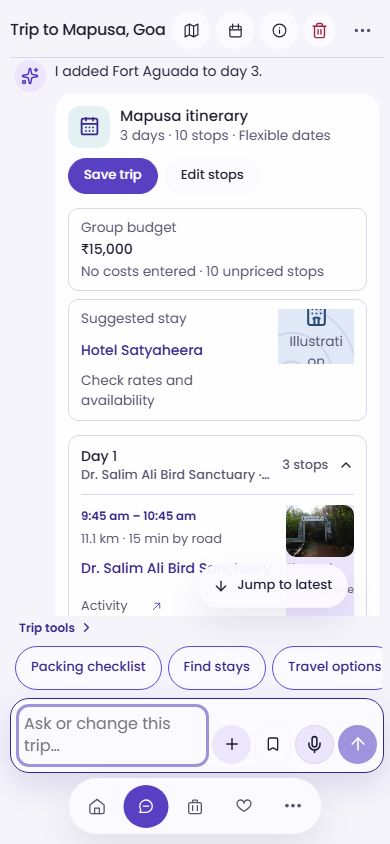 Trip to Mapusa, Goa
I added Fort Aguada to day 3.
Mapusa itinerary
3 days · 10 stops · Flexible dates
Save trip
Edit stops
Group budget
₹15,000
No costs entered · 10 unpriced stops
Suggested stay
Hotel Satyaheera
Check rates and
availability
Illustrati
on
Day 1
Dr. Salim Ali Bird Sanctuary ·...
3 stops
9:45 am – 10:45 am
11.1 km · 15 min by road
Dr. Salim Ali Bird Sanctuary
Activity
Jump to latest
Trip tools
Packing checklist
Find stays
Travel options
Ask or change this
trip...